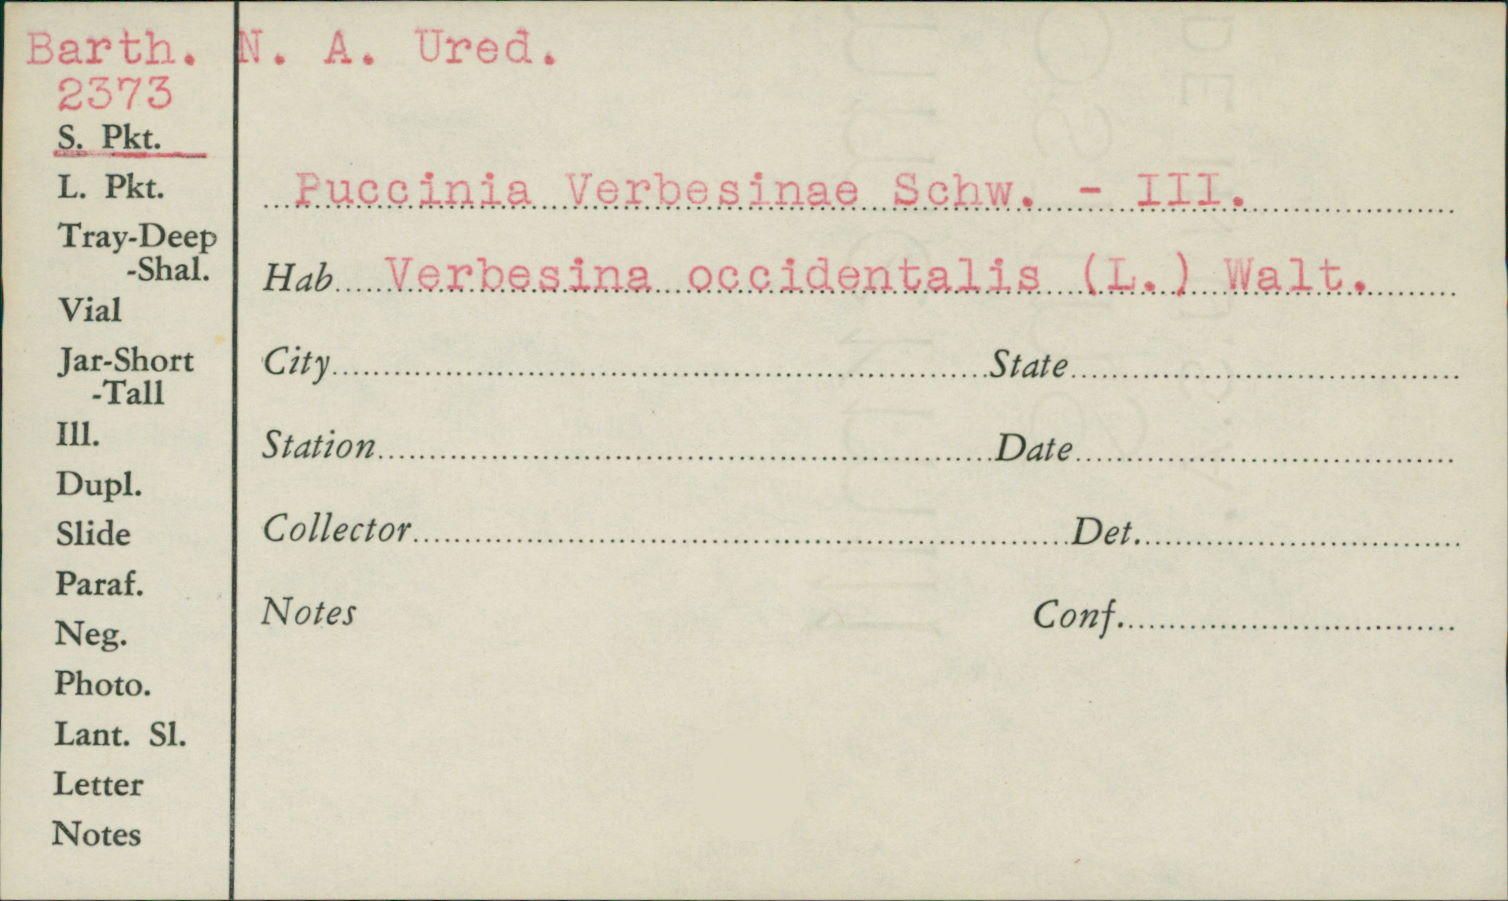 Barth. N. A. Ured.
2373
S. Pkt.
L. Pkt.
Tray-Deep
-Shal.
Vial
Jar-Short
-Tall
Ill.
Dupl.
Slide
Paraf.
Neg.
Photo.
Lant. Sl.
Letter
Notes
Puccinia Verbesinae Schw. - III.
Hab.....Verbesina occidentalis (L.) Walt.
City State
Station Date
Collector Det.
Notes Conf.